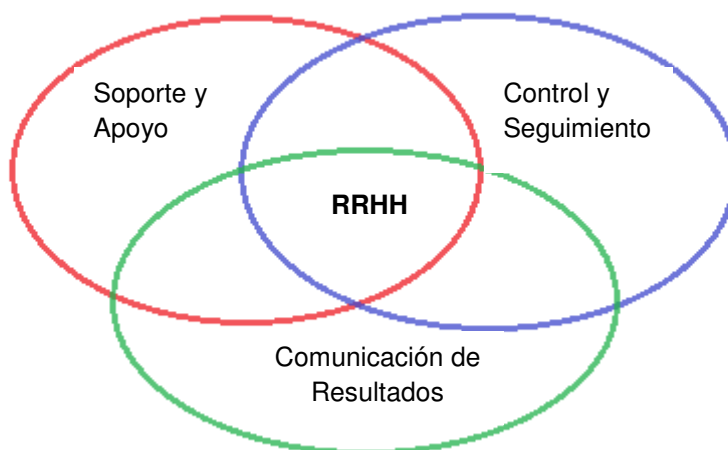 Soporte y
Apoyo
Control y
Seguimiento
RRHH
Comunicación de
Resultados